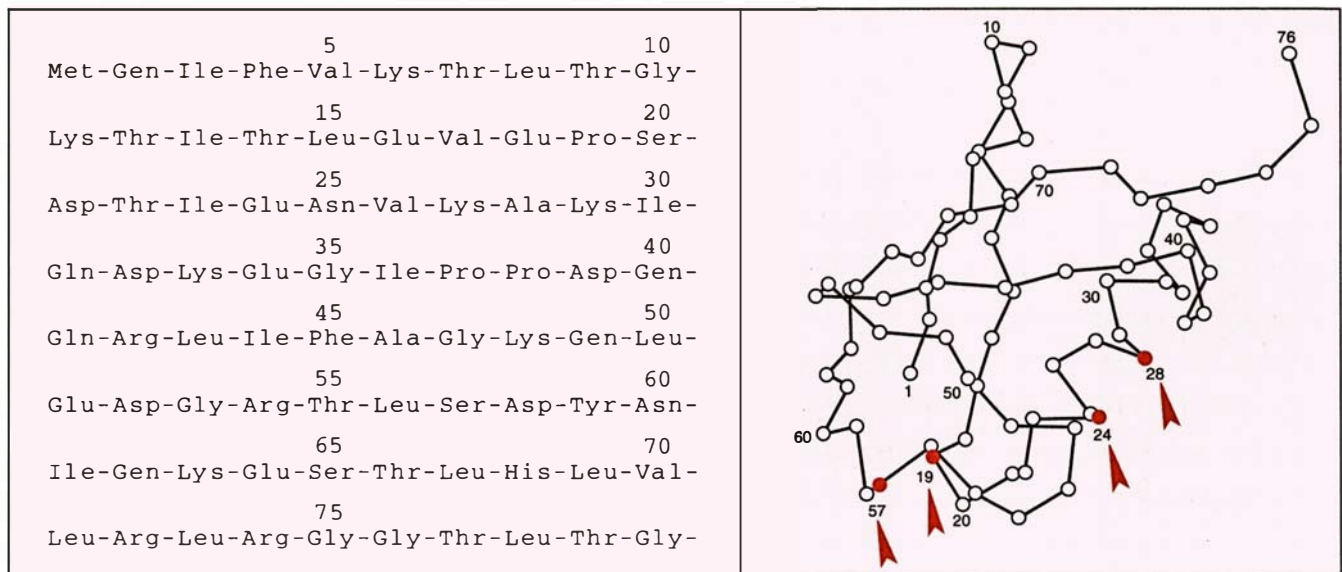 5 10
Met-Gen-Ile-Phe-Val-Lys-Thr-Leu-Thr-Gly-
15 20
Lys-Thr-Ile-Thr-Leu-Glu-Val-Glu-Pro-Ser-
25 30
Asp-Thr-Ile-Glu-Asn-Val-Lys-Ala-Lys-Ile-
35 40
Gln-Asp-Lys-Glu-Gly-Ile-Pro-Pro-Asp-Gen-
45 50
Gln-Arg-Leu-Ile-Phe-Ala-Gly-Lys-Gen-Leu-
55 60
Glu-Asp-Gly-Arg-Thr-Leu-Ser-Asp-Tyr-Asn-
65 70
Ile-Gen-Lys-Glu-Ser-Thr-Leu-His-Leu-Val-
75
Leu-Arg-Leu-Arg-Gly-Gly-Thr-Leu-Thr-Gly-
10
76
70
40
30
28
1
50
24
60
19
57
20